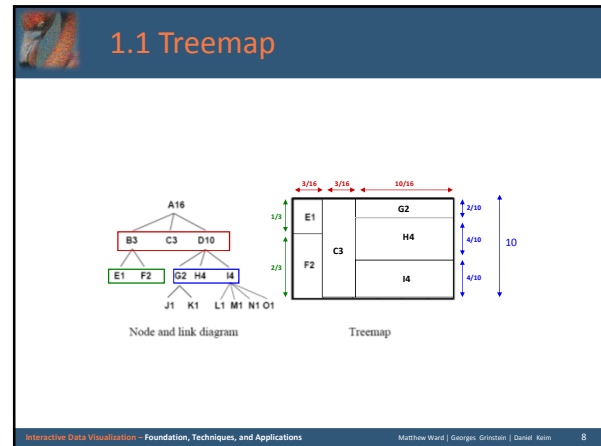 1.1 Treemap
3/16 3/16 10/16
A16
B3 C3 D10
E1 F2 G2 H4 I4
J1 K1 L1 M1 N1 O1
Node and link diagram
1/3
2/3
E1
F2
C3
G2
H4
I4
2/10
4/10
4/10
10
Treemap
Interactive Data Visualization – Foundation, Techniques, and Applications Matthew Ward | Georges Grinstein | Daniel Keim 8